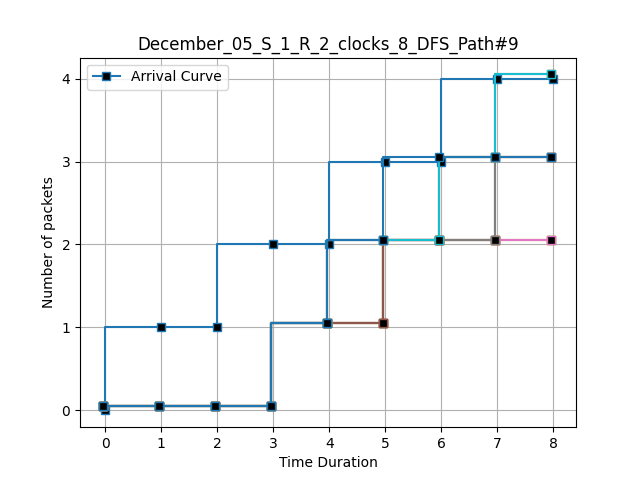 December_05_S_1_R_2_clocks_8_DFS_Path#9
Arrival Curve
Number of packets
4
3
2
1
0
0 1 2 3 4 5 6 7 8
Time Duration